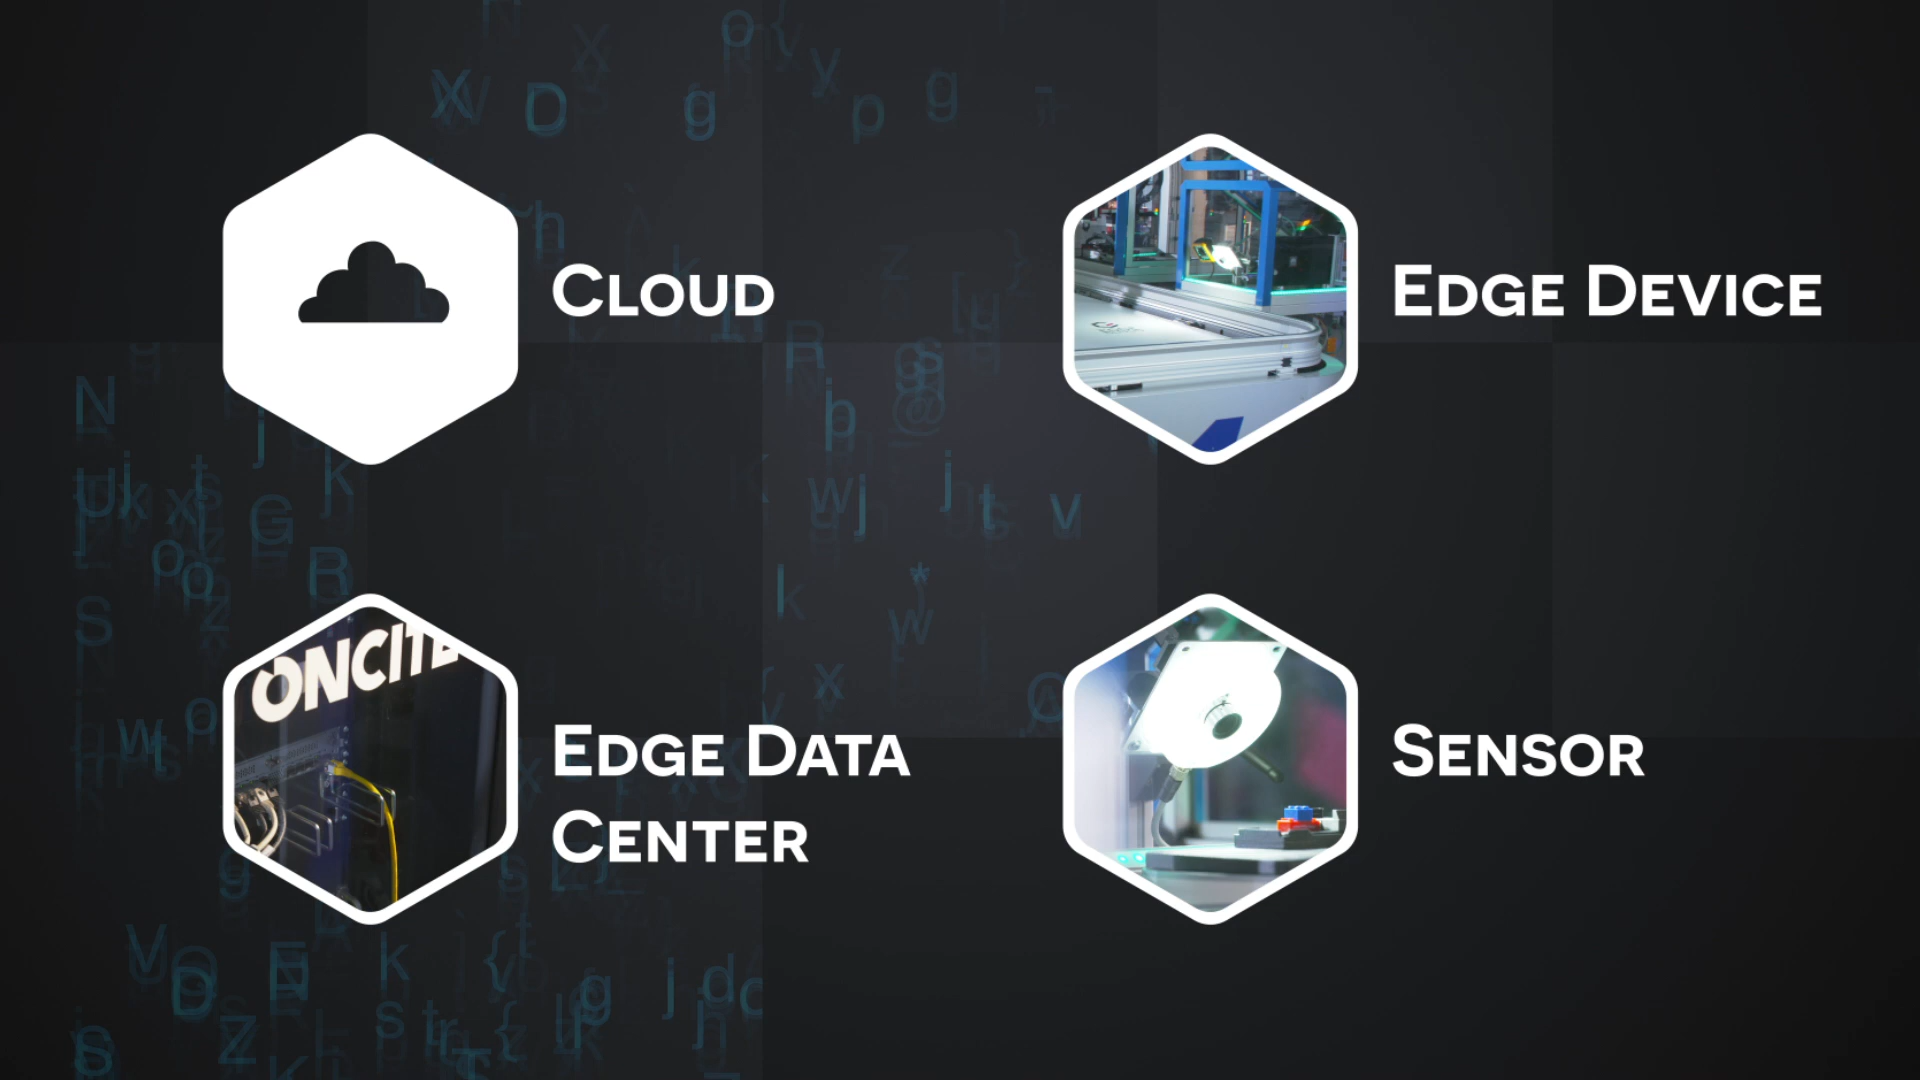 Cloud
Edge Device
ONCITE
Edge Data
Center
Sensor